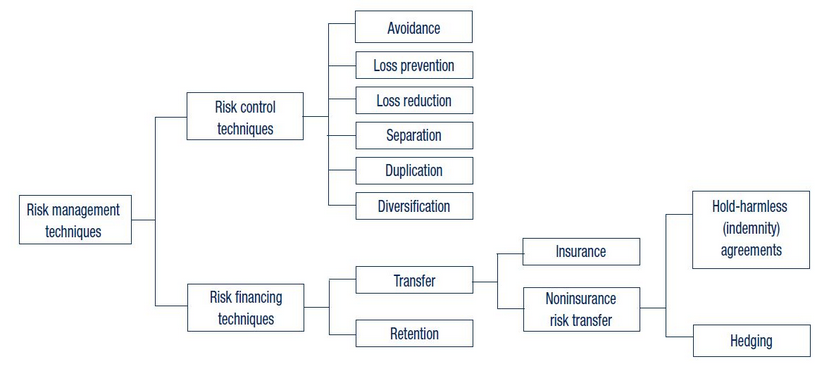 Risk management
techniques
Risk control
techniques
Avoidance
Loss prevention
Loss reduction
Separation
Duplication
Diversification
Risk financing
techniques
Transfer
Retention
Insurance
Noninsurance
risk transfer
Hold-harmless
(indemnity)
agreements
Hedging